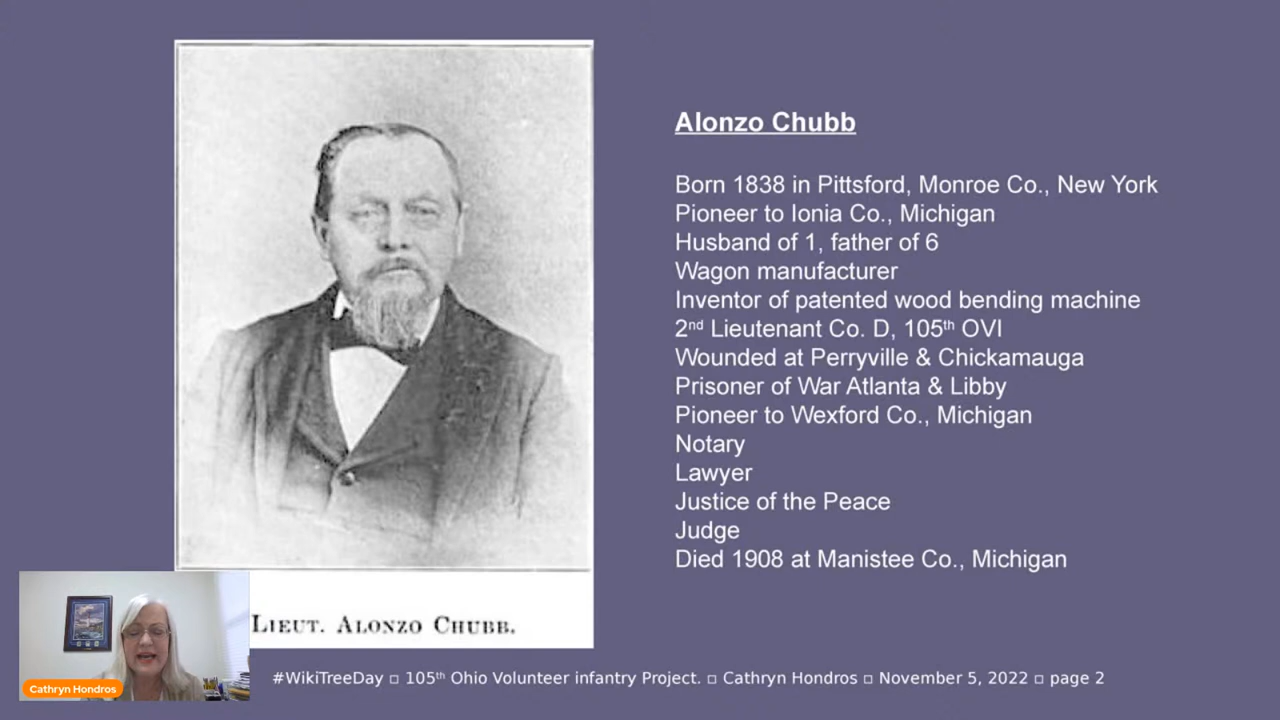 Alonzo Chubb
Born 1838 in Pittsford, Monroe Co., New York
Pioneer to Ionia Co., Michigan
Husband of 1, father of 6
Wagon manufacturer
Inventor of patented wood bending machine
2nd Lieutenant Co. D, 105th OVI
Wounded at Perryville & Chickamauga
Prisoner of War Atlanta & Libby
Pioneer to Wexford Co., Michigan
Notary
Lawyer
Justice of the Peace
Judge
Died 1908 at Manistee Co., Michigan
Lieut. Alonzo Chubb.
Cathryn Hondros
#WikiTreeDay □ 105th Ohio Volunteer infantry Project. □ Cathryn Hondros □ November 5, 2022 □ page 2